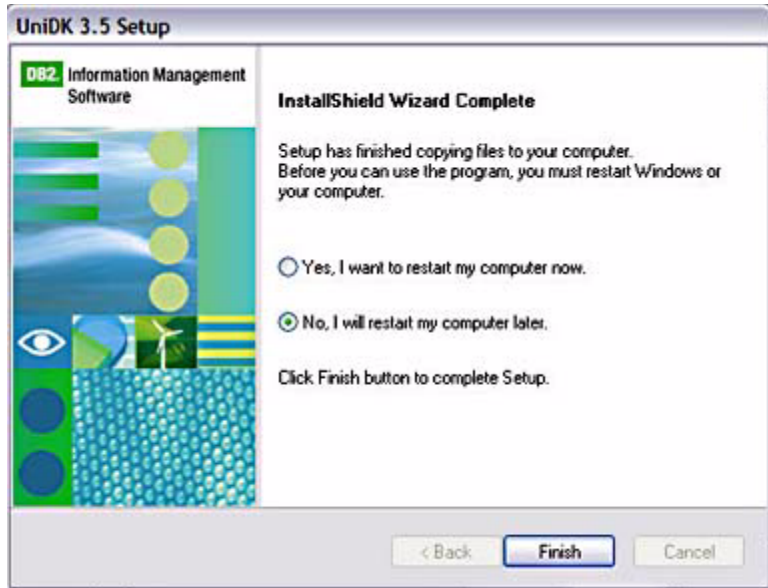 UniDK 3.5 Setup
DB2. Information Management
Software
InstallShield Wizard Complete
Setup has finished copying files to your computer.
Before you can use the program, you must restart Windows or
your computer.
Yes, I want to restart my computer now.
No, I will restart my computer later.
Click Finish button to complete Setup.
< Back
Finish
Cancel